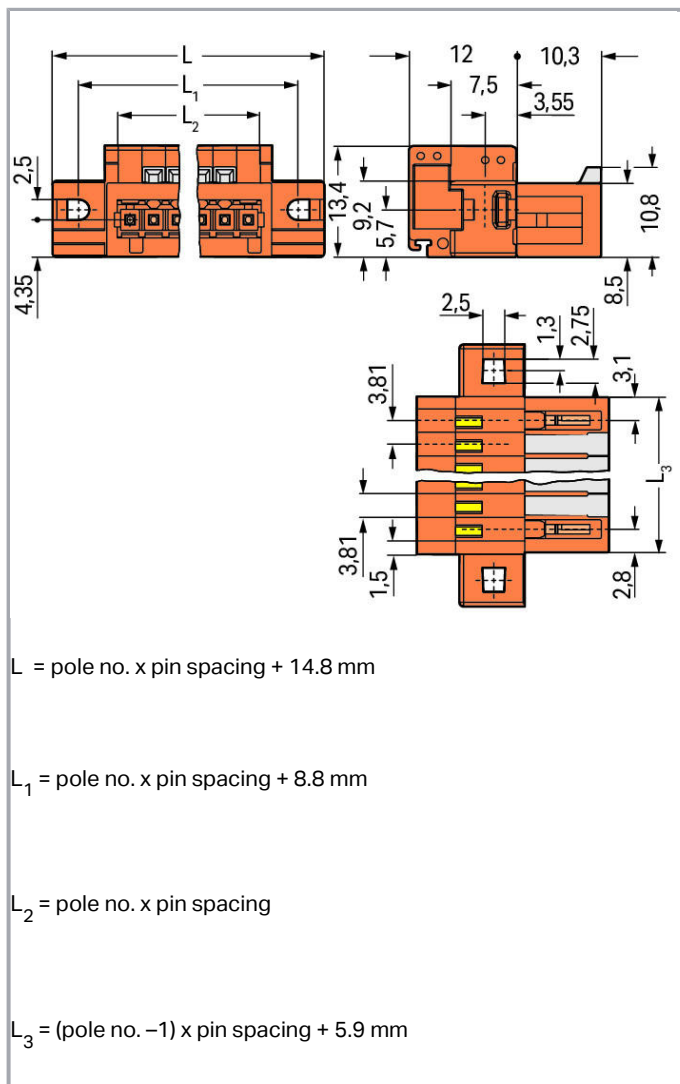 L
L1
L2
2,5
4,35
12
10,3
7,5
3,55
13,4
9,2
5,7
10,8
8,5
2,5
1,3
2,75
3,1
3,81
L3
3,81
1,5
2,8
L = pole no. x pin spacing + 14.8 mm
L1 = pole no. x pin spacing + 8.8 mm
L2 = pole no. x pin spacing
L3 = (pole no. –1) x pin spacing + 5.9 mm